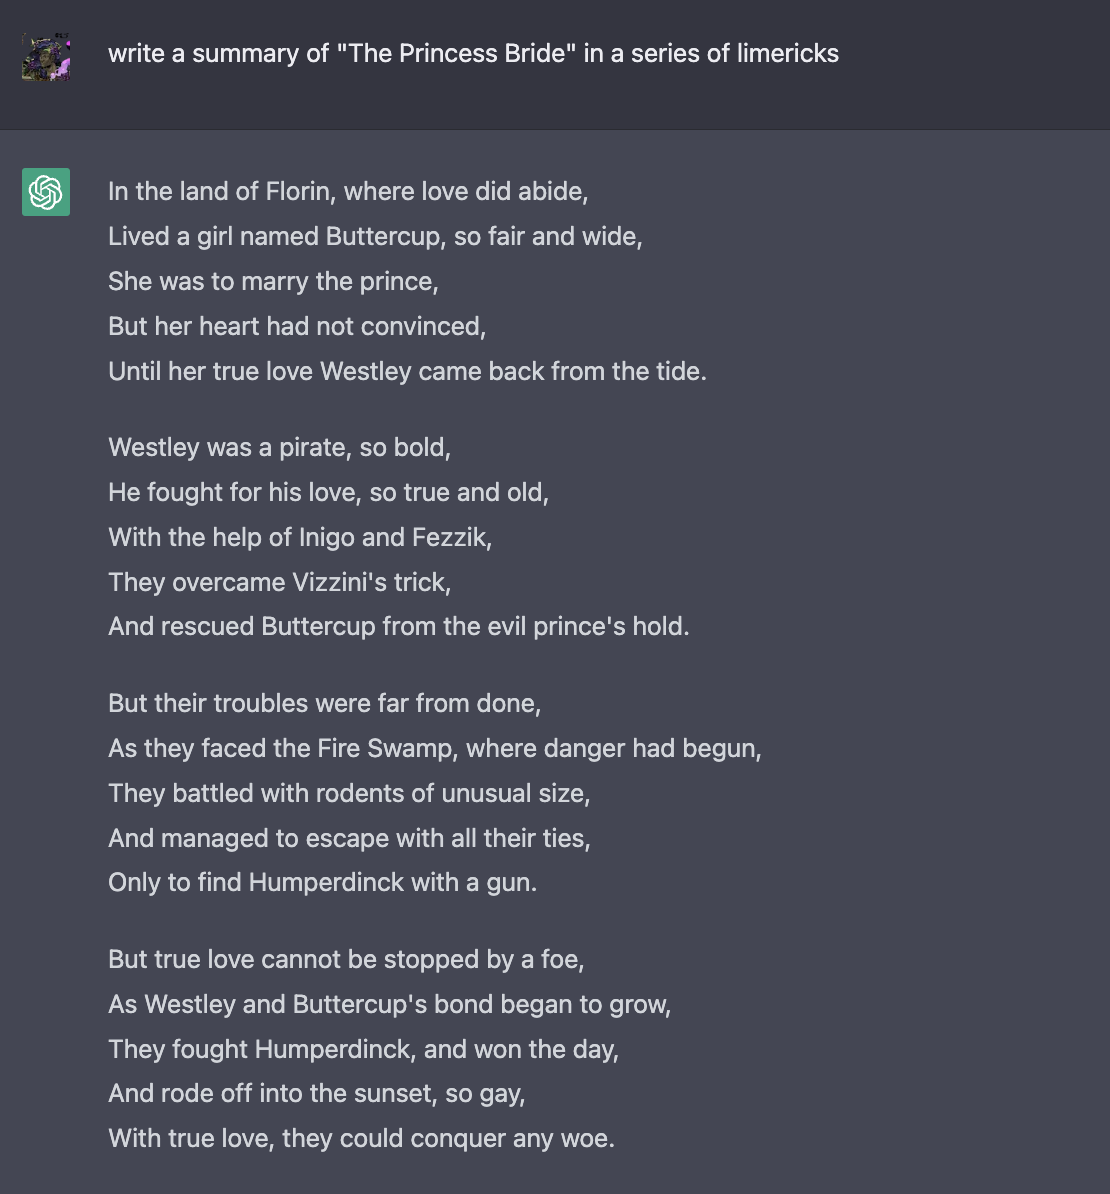 write a summary of "The Princess Bride" in a series of limericks
In the land of Florin, where love did abide,
Lived a girl named Buttercup, so fair and wide,
She was to marry the prince,
But her heart had not convinced,
Until her true love Westley came back from the tide.
Westley was a pirate, so bold,
He fought for his love, so true and old,
With the help of Inigo and Fezzik,
They overcame Vizzini's trick,
And rescued Buttercup from the evil prince's hold.
But their troubles were far from done,
As they faced the Fire Swamp, where danger had begun,
They battled with rodents of unusual size,
And managed to escape with all their ties,
Only to find Humperdinck with a gun.
But true love cannot be stopped by a foe,
As Westley and Buttercup's bond began to grow,
They fought Humperdinck, and won the day,
And rode off into the sunset, so gay,
With true love, they could conquer any woe.